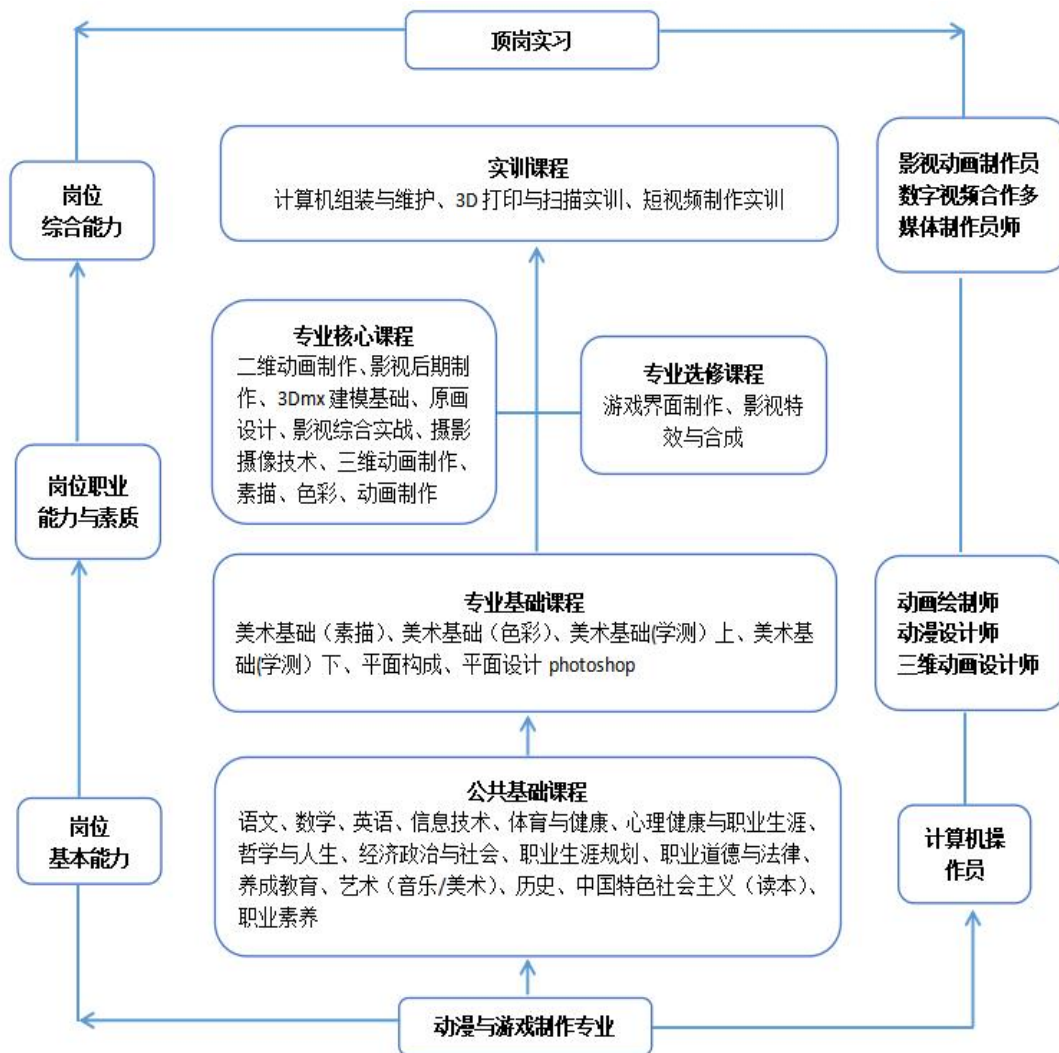 顶岗实习
实训课程
计算机组装与维护、3D 打印与扫描实训、短视频制作实训
岗位
综合能力
影视动画制作员
数字视频合作多
媒体制作员师
专业核心课程
二维动画制作、影视后期制
作、3Dmx 建模基础、原画
设计、影视综合实战、摄影
摄像技术、三维动画制作、
素描、色彩、动画制作
专业选修课程
游戏界面制作、影视特
效与合成
岗位职业
能力与素质
专业基础课程
美术基础（素描）、美术基础（色彩）、美术基础(学测）上、美术基
础(学测）下、平面构成、平面设计 photoshop
动画绘制师
动漫设计师
三维动画设计师
公共基础课程
语文、数学、英语、信息技术、体育与健康、心理健康与职业生涯、
哲学与人生、经济政治与社会、职业生涯规划、职业道德与法律、
养成教育、艺术（音乐/美术）、历史、中国特色社会主义（读本）、
职业素养
岗位
基本能力
计算机操
作员
动漫与游戏制作专业